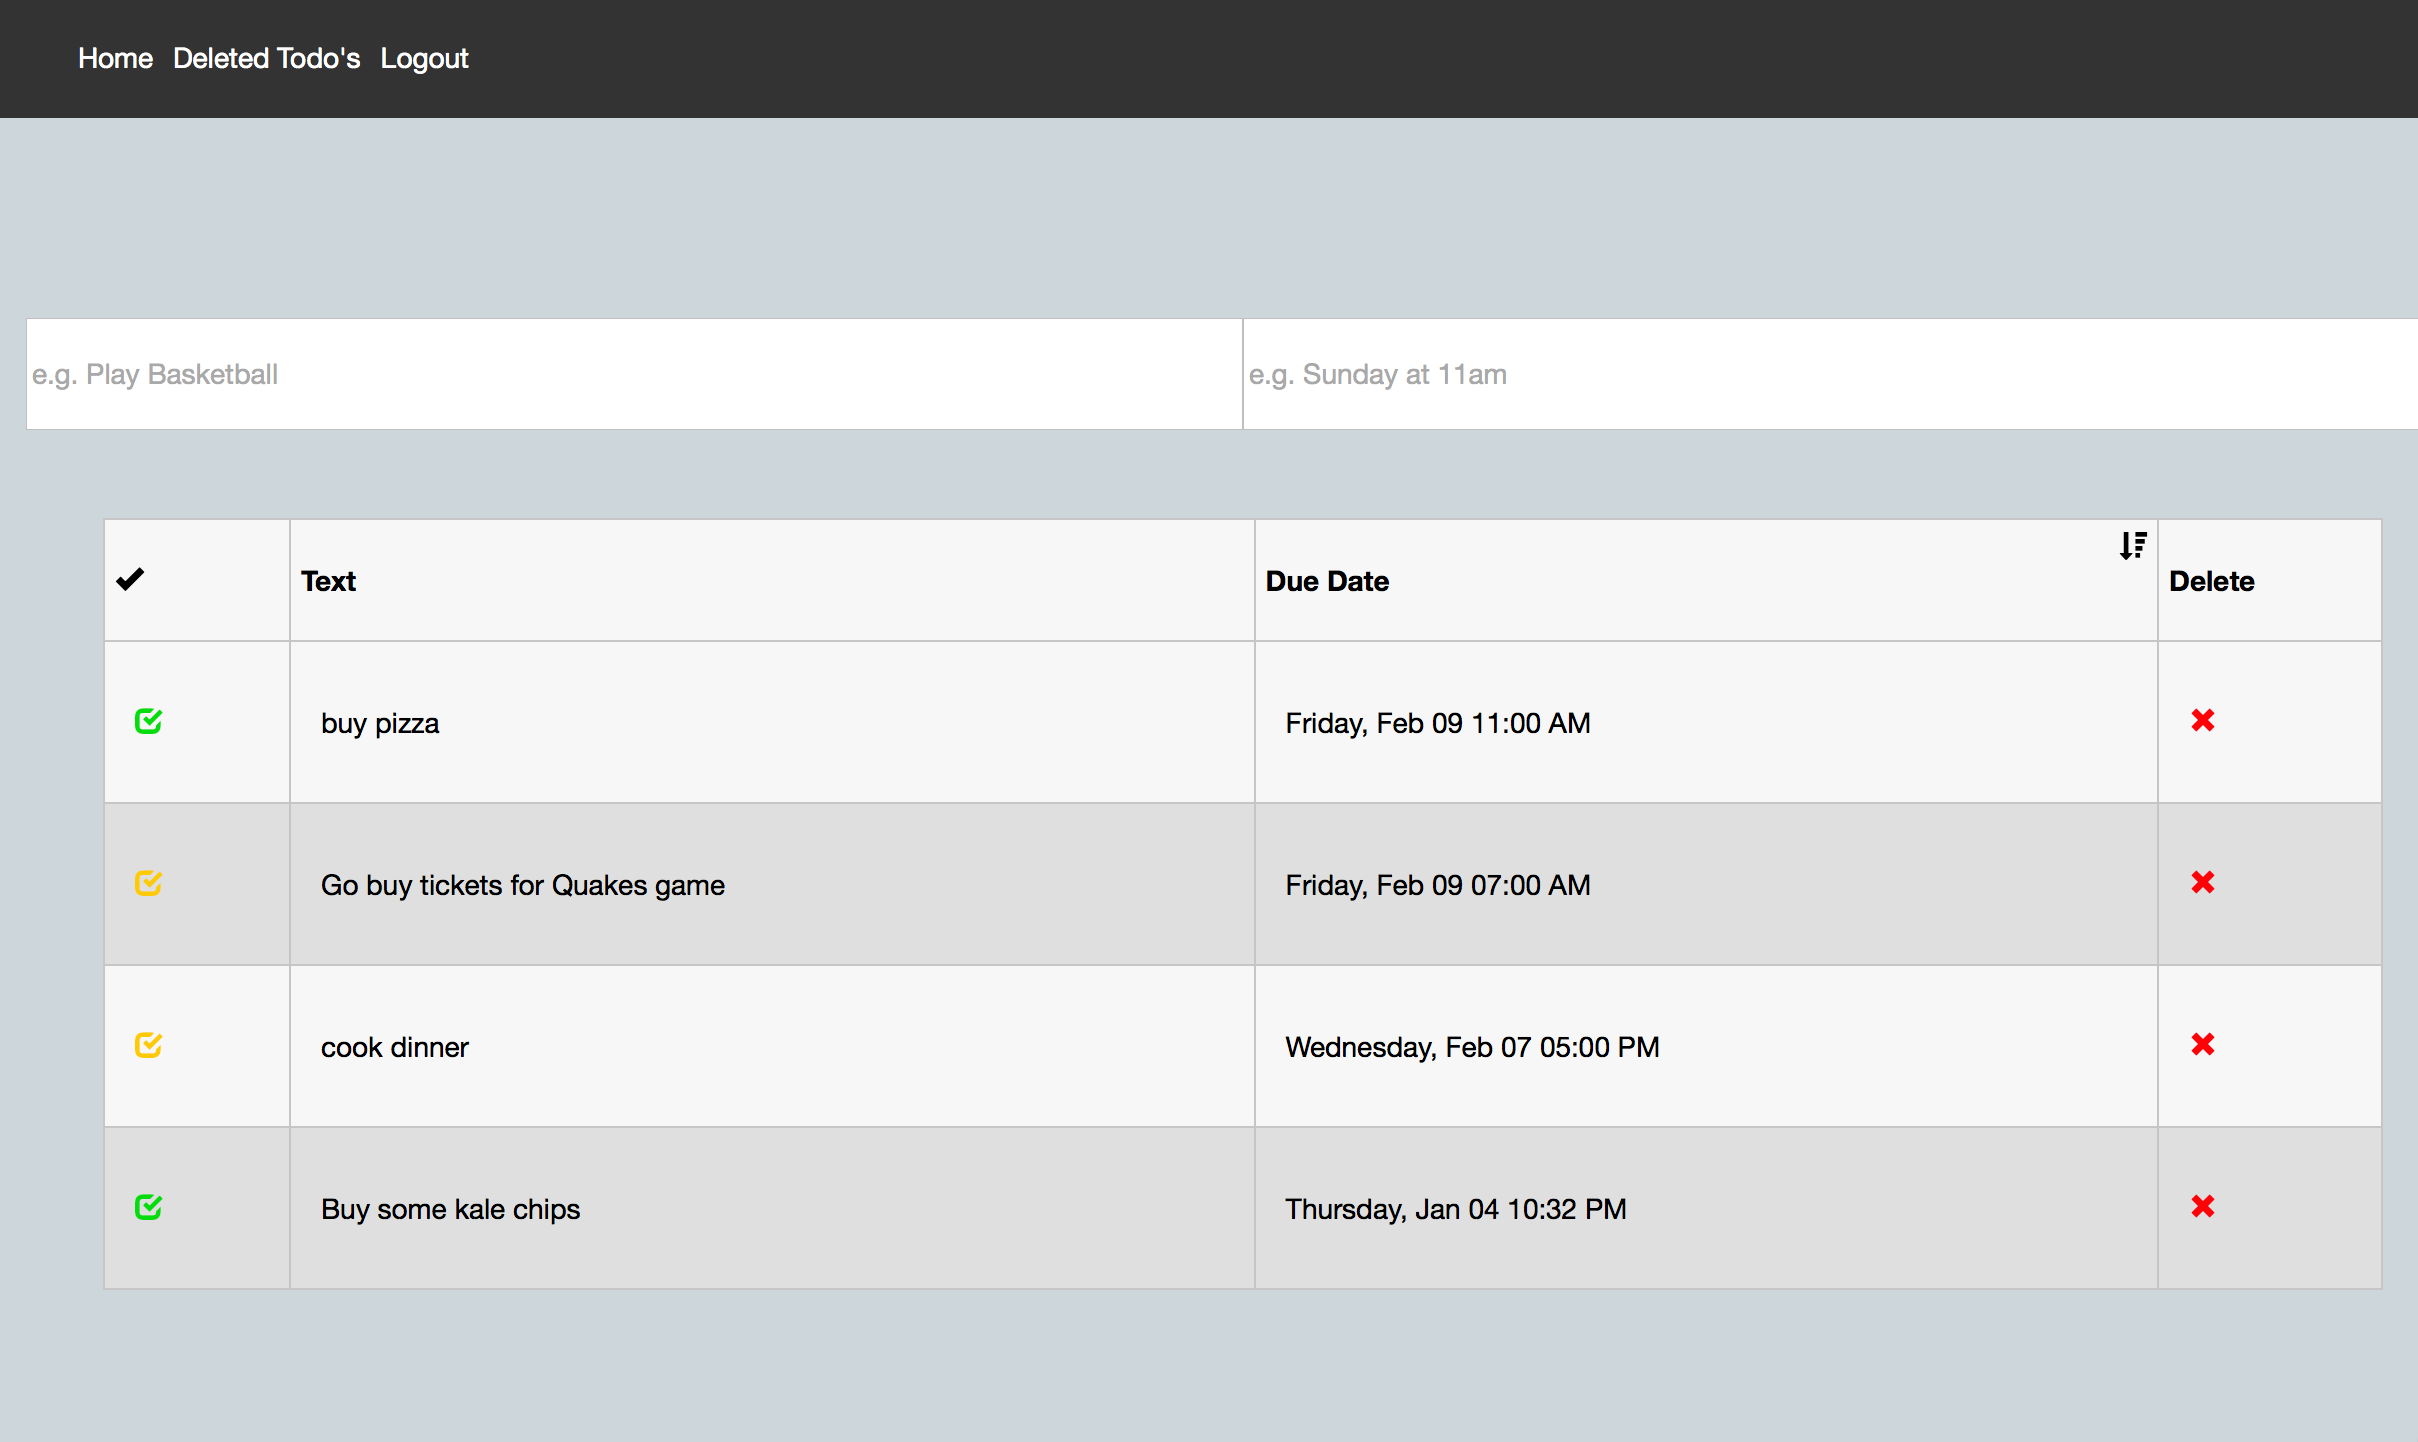 Home Deleted Todo's Logout
e.g. Play Basketball e.g. Sunday at 11am
Text Due Date Delete
buy pizza Friday, Feb 09 11:00 AM
Go buy tickets for Quakes game Friday, Feb 09 07:00 AM
cook dinner Wednesday, Feb 07 05:00 PM
Buy some kale chips Thursday, Jan 04 10:32 PM